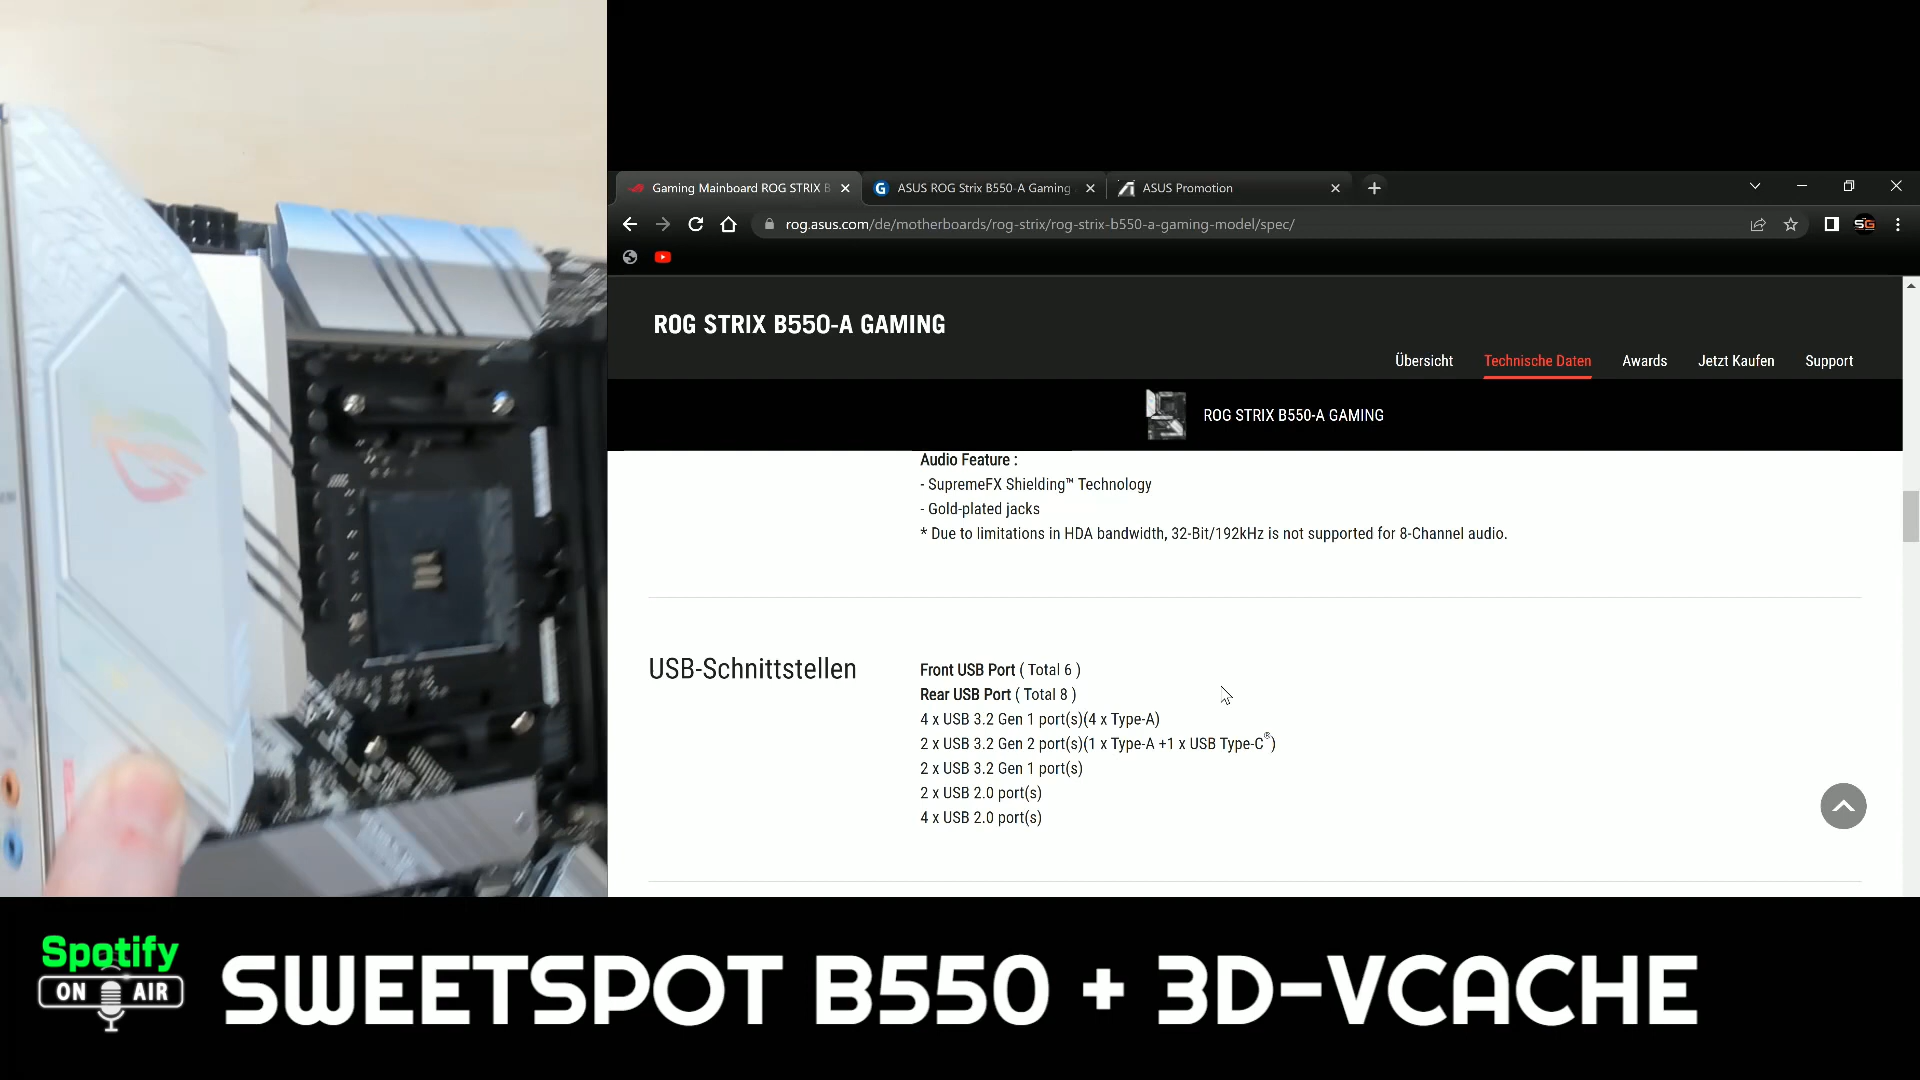 Gaming Mainboard ROG STRIX B
ASUS ROG Strix B550-A Gaming
ASUS Promotion
rog.asus.com/de/motherboards/rog-strix/rog-strix-b550-a-gaming-model/spec/
SG
ROG STRIX B550-A GAMING
Übersicht
Technische Daten
Awards
Jetzt Kaufen
Support
ROG STRIX B550-A GAMING
Audio Feature :
- SupremeFX Shielding™ Technology
- Gold-plated jacks
* Due to limitations in HDA bandwidth, 32-Bit/192kHz is not supported for 8-Channel audio.
USB-Schnittstellen
Front USB Port ( Total 6 )
Rear USB Port ( Total 8 )
4 x USB 3.2 Gen 1 port(s)(4 x Type-A)
2 x USB 3.2 Gen 2 port(s)(1 x Type-A +1 x USB Type-C®)
2 x USB 3.2 Gen 1 port(s)
2 x USB 2.0 port(s)
4 x USB 2.0 port(s)
Spotify
ON AIR
SWEETSPOT B550 + 3D-VCACHE